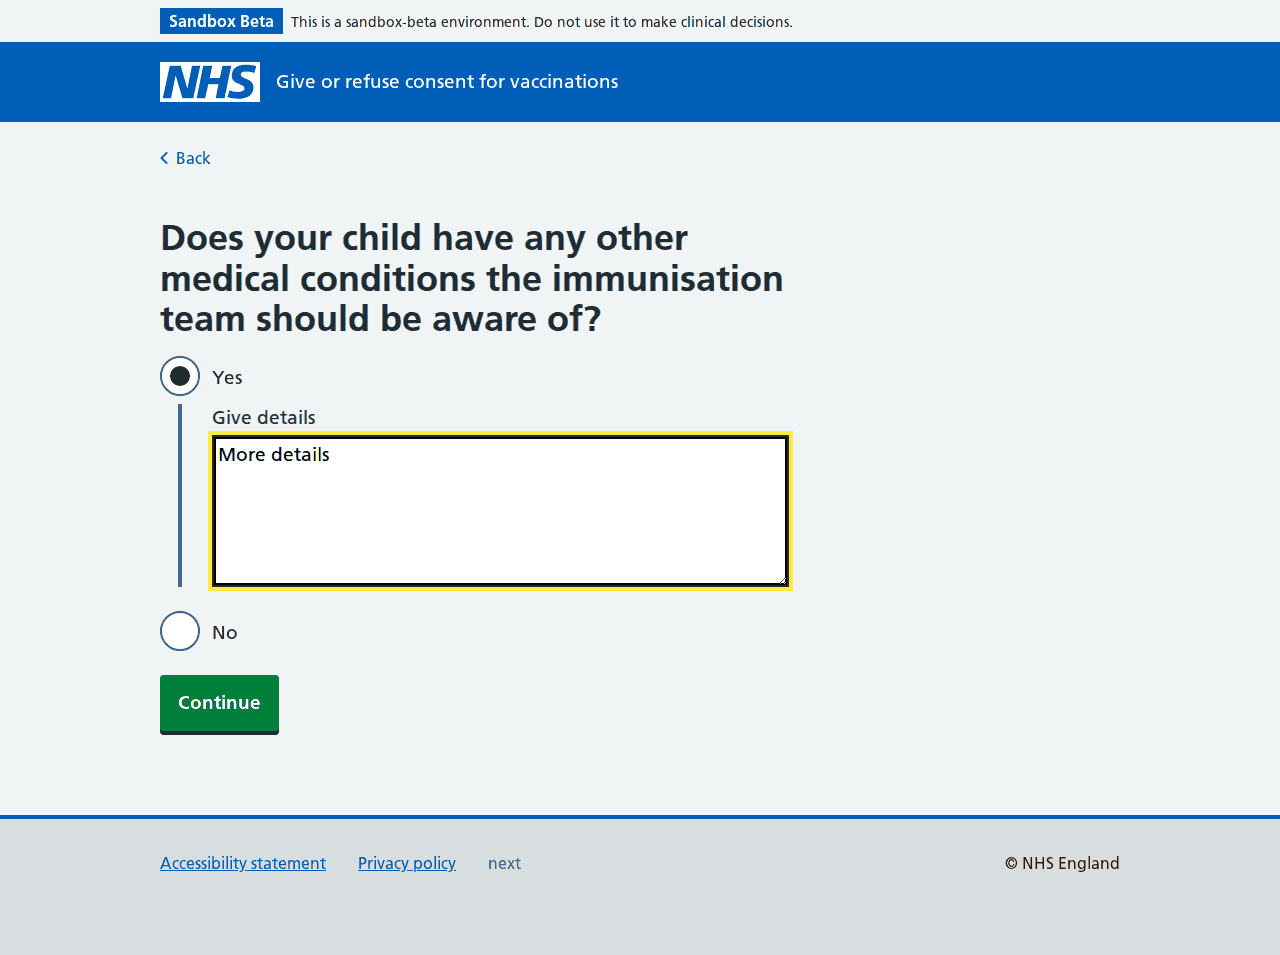 Sandbox Beta This is a sandbox-beta environment. Do not use it to make clinical decisions.
NHS Give or refuse consent for vaccinations
Back
Does your child have any other
medical conditions the immunisation
team should be aware of?
Yes
Give details
More details
No
Continue
Accessibility statement Privacy policy next © NHS England